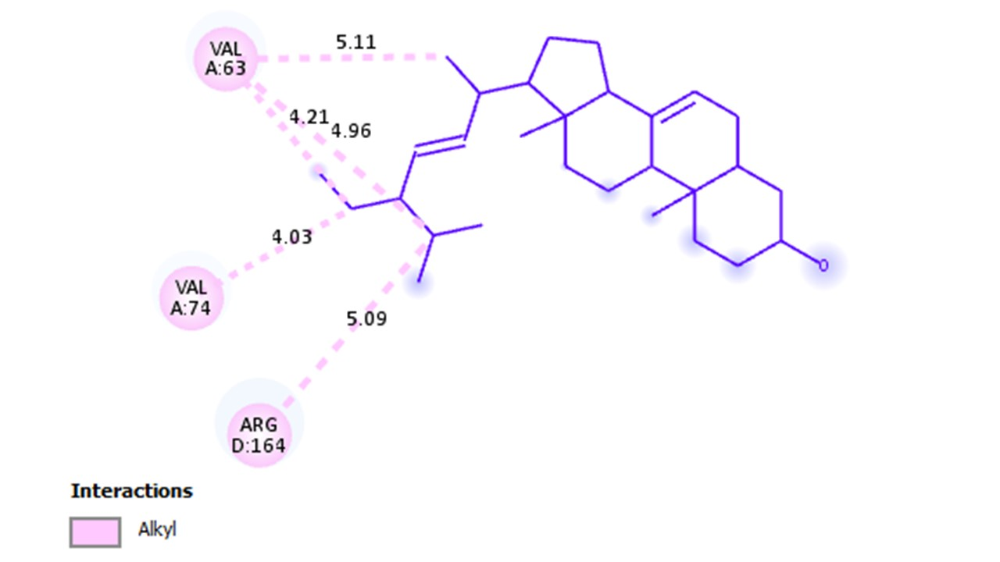 VAL
A:63
5.11
4.21
4.96
4.03
VAL
A:74
5.09
ARG
D:164
O
Interactions
Alkyl